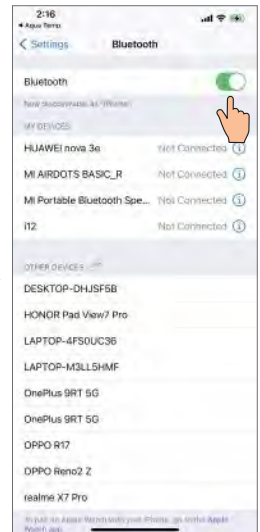 2:16
Settings
Bluetooth
Bluetooth
MY DEVICES
HUAWEI nova 3e Not Connected
MI AIRDOTS BASIC_R Not Connected
MI Portable Bluetooth Spe... Not Connected
i12 Not Connected
OTHER DEVICES
DESKTOP-DHJSF5B
HONOR Pad View7 Pro
LAPTOP-4FS0UC36
LAPTOP-M3LL5HMF
OnePlus 9RT 5G
OnePlus 9RT 5G
OPPO R17
OPPO Reno2 Z
realme X7 Pro